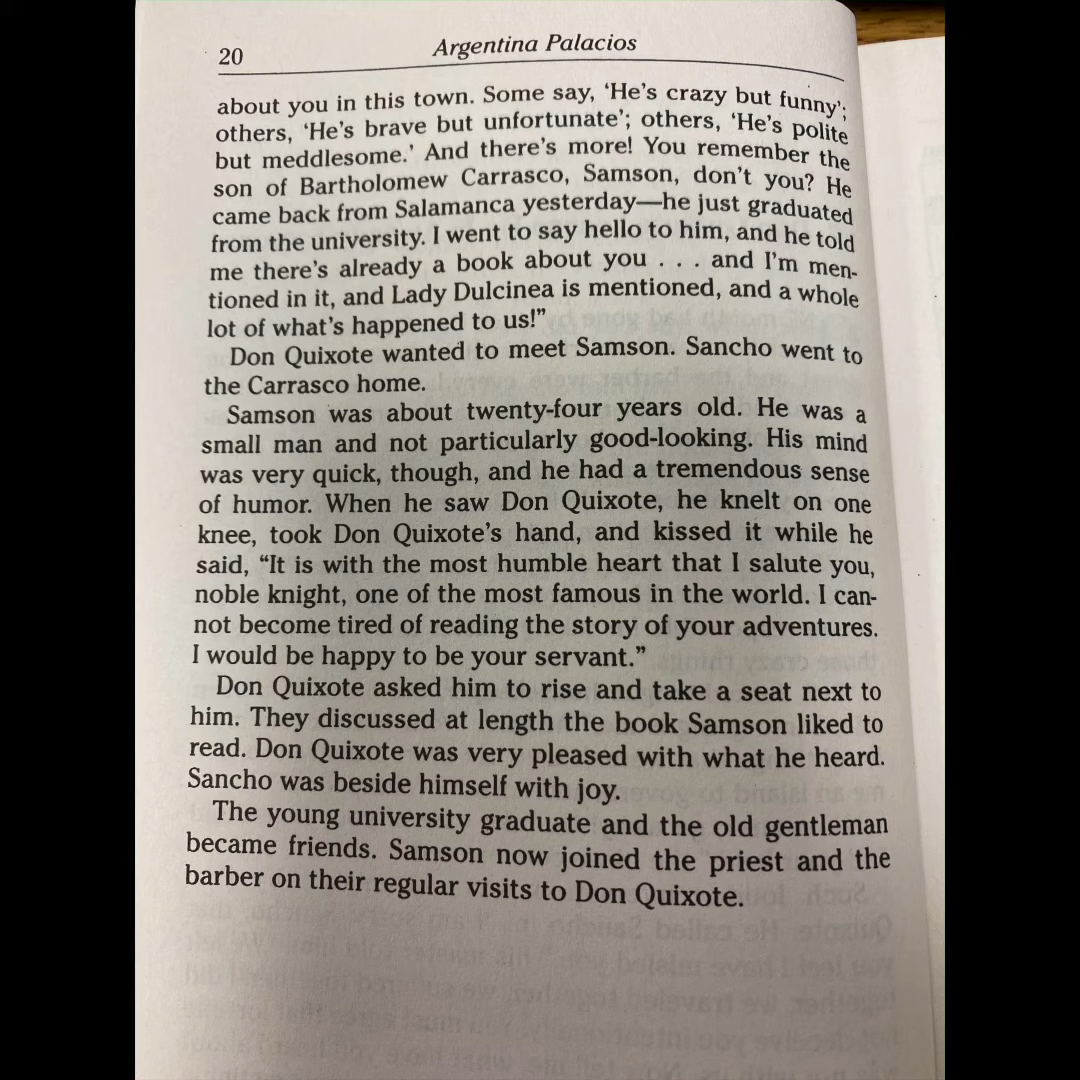 20
Argentina Palacios
about you in this town. Some say, ‘He’s crazy but funny’;
others, ‘He’s brave but unfortunate’; others, ‘He’s polite
but meddlesome.’ And there’s more! You remember the
son of Bartholomew Carrasco, Samson, don’t you? He
came back from Salamanca yesterday—he just graduated
from the university. I went to say hello to him, and he told
me there’s already a book about you . . . and I’m men-
tioned in it, and Lady Dulcinea is mentioned, and a whole
lot of what’s happened to us!”
Don Quixote wanted to meet Samson. Sancho went to
the Carrasco home.
Samson was about twenty-four years old. He was a
small man and not particularly good-looking. His mind
was very quick, though, and he had a tremendous sense
of humor. When he saw Don Quixote, he knelt on one
knee, took Don Quixote’s hand, and kissed it while he
said, “It is with the most humble heart that I salute you,
noble knight, one of the most famous in the world. I can-
not become tired of reading the story of your adventures.
I would be happy to be your servant.”
Don Quixote asked him to rise and take a seat next to
him. They discussed at length the book Samson liked to
read. Don Quixote was very pleased with what he heard.
Sancho was beside himself with joy.
The young university graduate and the old gentleman
became friends. Samson now joined the priest and the
barber on their regular visits to Don Quixote.